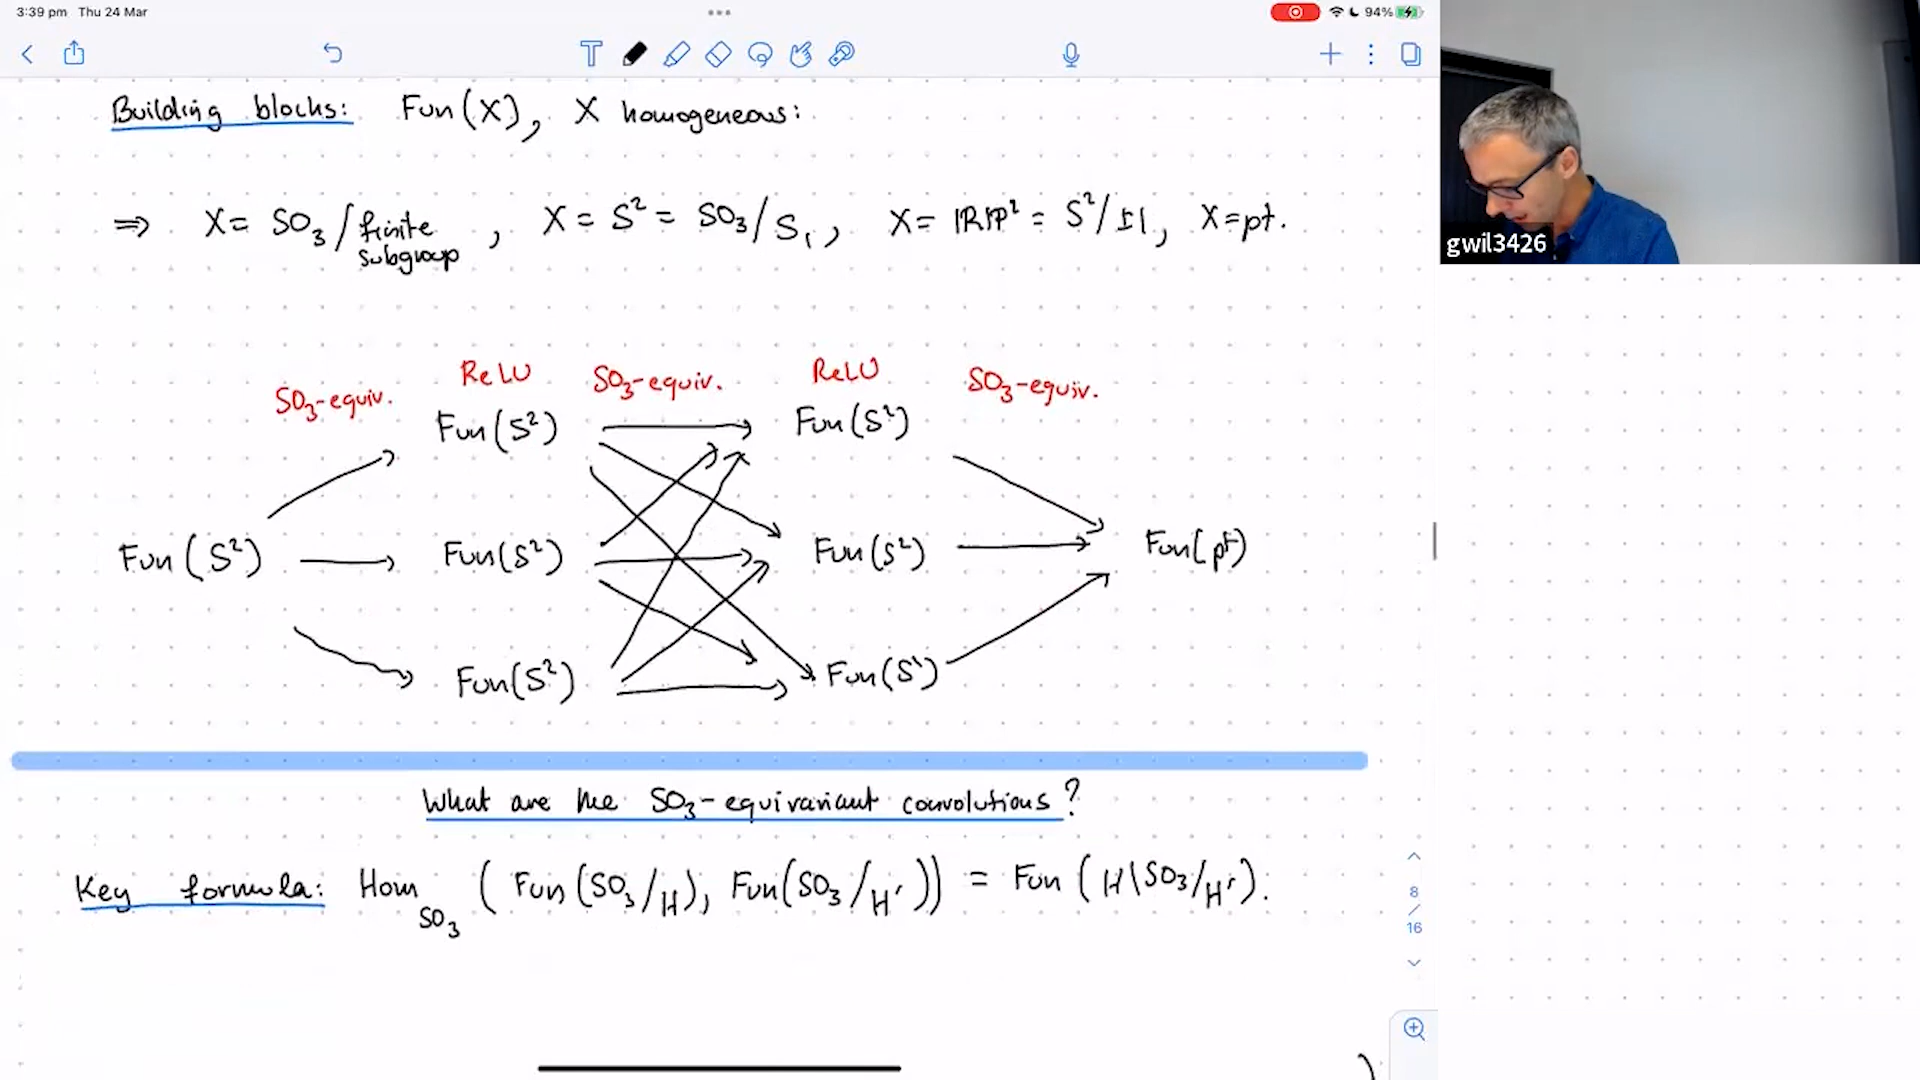 3:39 pm Thu 24 Mar
94%
Building blocks: Fun(X), X homogeneous:
⇒ X = SO₃/finite subgroup, X = S² = SO₃/S₁, X = RP² = S²/±1, X=pt.
SO₃-equiv. ReLU SO₃-equiv. ReLU SO₃-equiv.
Fun(S²) Fun(S²)
Fun(S²) Fun(S²) Fun(S²) Fun(pt)
Fun(S²) Fun(S²)
What are the SO₃-equivariant convolutions?
Key formula: Hom_SO₃ (Fun(SO₃/H), Fun(SO₃/H')) = Fun(H\SO₃/H').
8
/
16
gwil3426